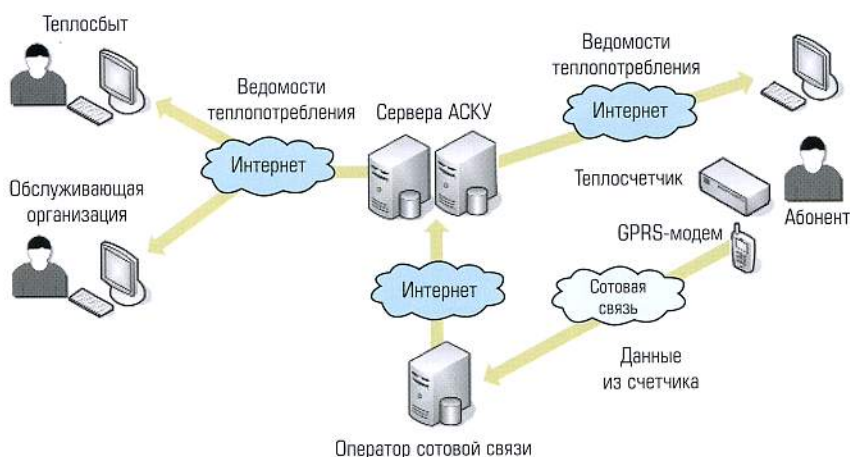 Теплосбыт
Ведомости
теплопотребления
Интернет
Обслуживающая
организация
Сервера АСКУ
Ведомости
теплопотребления
Интернет
Теплосчетчик
Абонент
GPRS-модем
Интернет
Сотовая
связь
Данные
из счетчика
Оператор сотовой связи